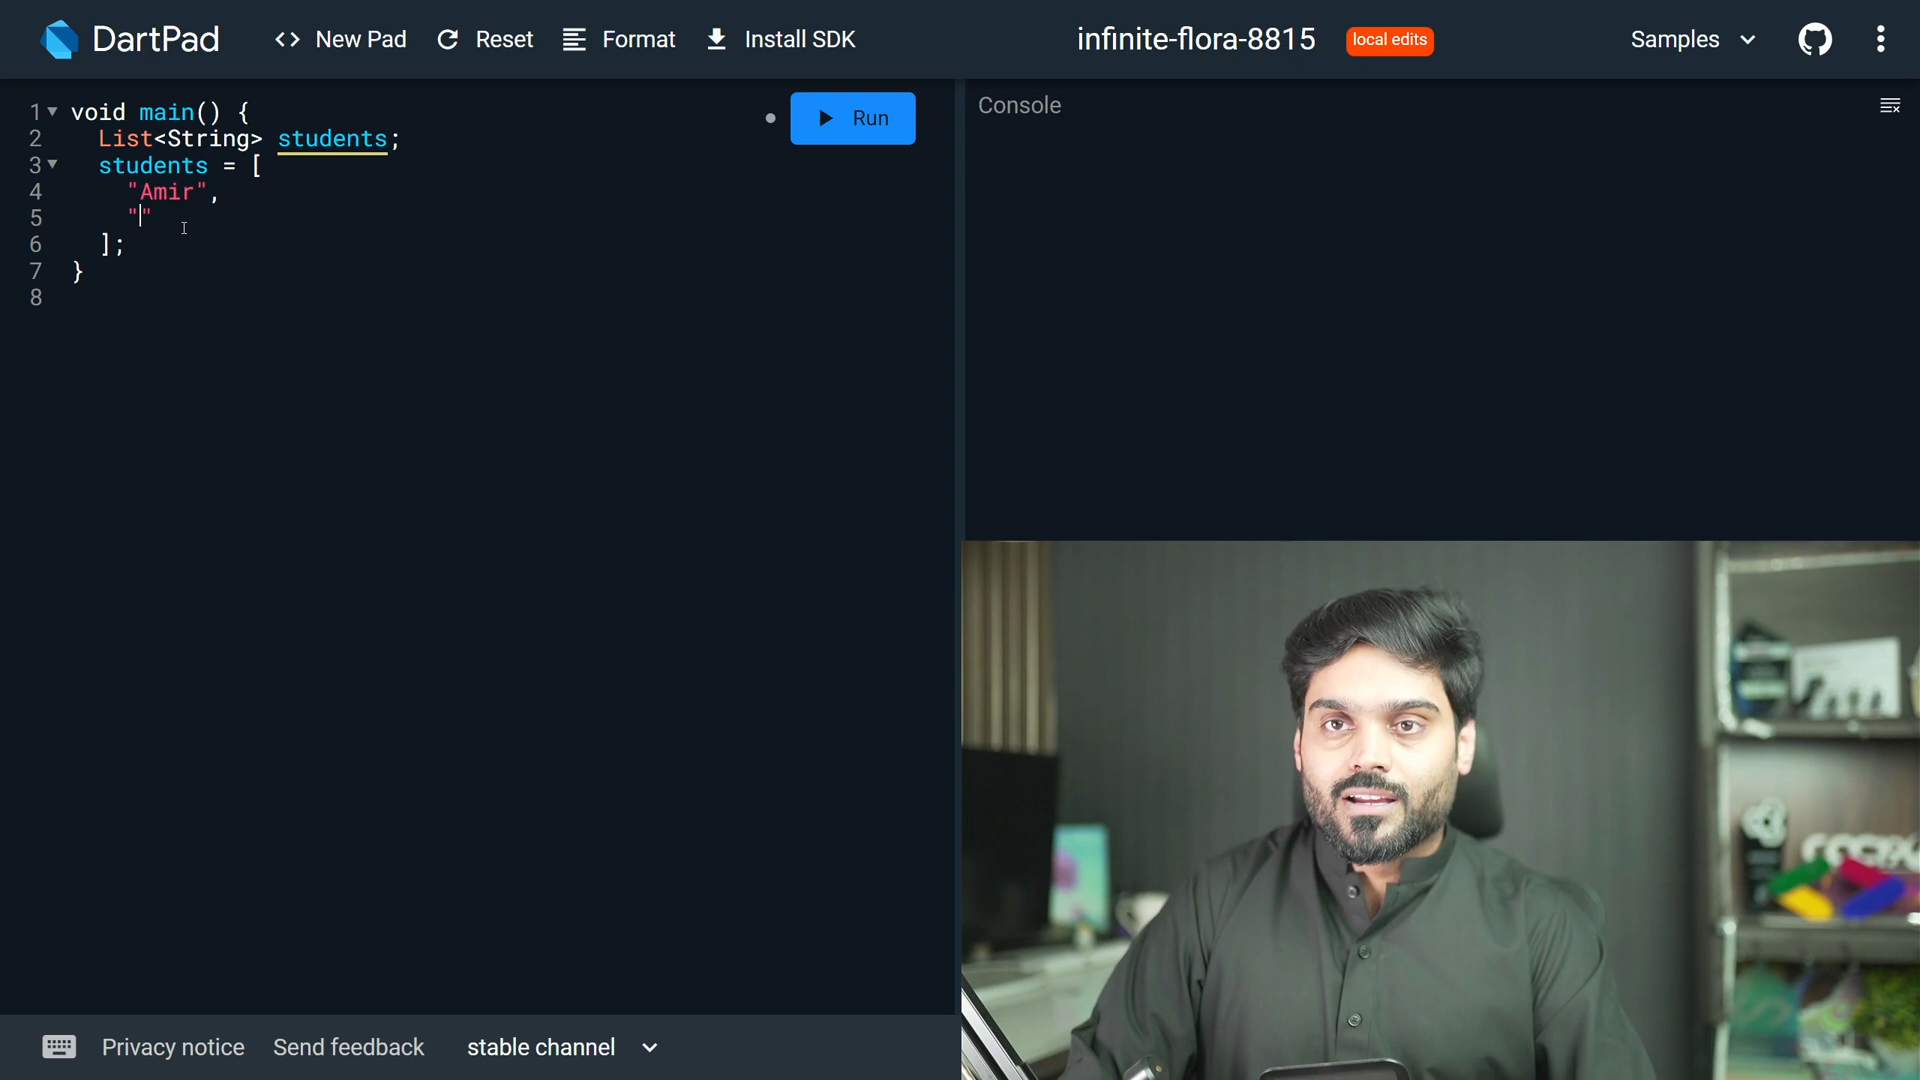 DartPad
<> New Pad
Reset
Format
Install SDK
infinite-flora-8815
local edits
Samples
1 void main() {
2 List<String> students;
3 students = [
4 "Amir",
5 ""
6 ];
7 }
8
Run
Console
Privacy notice
Send feedback
stable channel